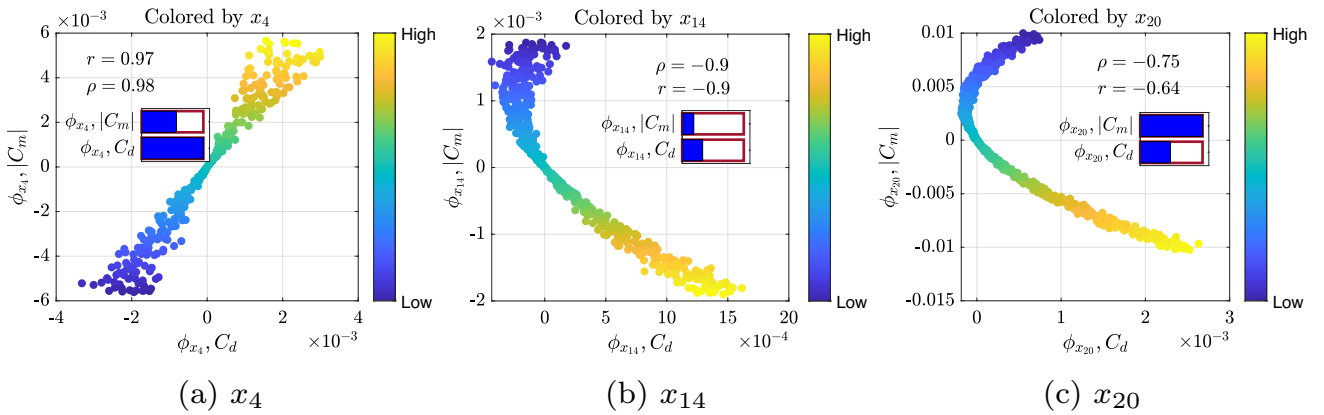 Colored by x4
×10−3
6
4
2
0
-2
-4
-6
ϕx4, |Cm|
r = 0.97
ρ = 0.98
ϕx4, |Cm|
ϕx4, Cd
-4
-2
0
2
4
×10−3
ϕx4, Cd
High
Low
(a) x4
Colored by x14
×10−3
2
1
0
-1
-2
ϕx14, |Cm|
ρ = −0.9
r = −0.9
ϕx14, |Cm|
ϕx14, Cd
0
5
10
15
20
×10−4
ϕx14, Cd
High
Low
(b) x14
Colored by x20
0.01
0.005
0
-0.005
-0.01
-0.015
ϕx20, |Cm|
ρ = −0.75
r = −0.64
ϕx20, |Cm|
ϕx20, Cd
0
1
2
3
×10−3
ϕx20, Cd
High
Low
(c) x20